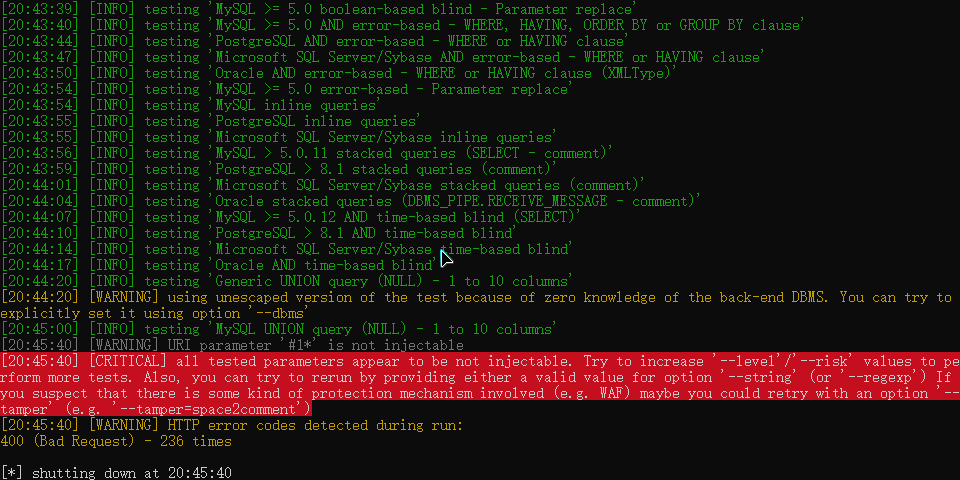 [20:43:39] [INFO] testing 'MySQL >= 5.0 boolean-based blind - Parameter replace'
[20:43:40] [INFO] testing 'MySQL >= 5.0 AND error-based - WHERE, HAVING, ORDER BY or GROUP BY clause'
[20:43:44] [INFO] testing 'PostgreSQL AND error-based - WHERE or HAVING clause'
[20:43:47] [INFO] testing 'Microsoft SQL Server/Sybase AND error-based - WHERE or HAVING clause'
[20:43:50] [INFO] testing 'Oracle AND error-based - WHERE or HAVING clause (XMLType)'
[20:43:54] [INFO] testing 'MySQL >= 5.0 error-based - Parameter replace'
[20:43:54] [INFO] testing 'MySQL inline queries'
[20:43:55] [INFO] testing 'PostgreSQL inline queries'
[20:43:55] [INFO] testing 'Microsoft SQL Server/Sybase inline queries'
[20:43:56] [INFO] testing 'MySQL > 5.0.11 stacked queries (SELECT - comment)'
[20:43:59] [INFO] testing 'PostgreSQL > 8.1 stacked queries (comment)'
[20:44:01] [INFO] testing 'Microsoft SQL Server/Sybase stacked queries (comment)'
[20:44:04] [INFO] testing 'Oracle stacked queries (DBMS_PIPE.RECEIVE_MESSAGE - comment)'
[20:44:07] [INFO] testing 'MySQL >= 5.0.12 AND time-based blind (SELECT)'
[20:44:10] [INFO] testing 'PostgreSQL > 8.1 AND time-based blind'
[20:44:14] [INFO] testing 'Microsoft SQL Server/Sybase time-based blind'
[20:44:17] [INFO] testing 'Oracle AND time-based blind'
[20:44:20] [INFO] testing 'Generic UNION query (NULL) - 1 to 10 columns'
[20:44:20] [WARNING] using unescaped version of the test because of zero knowledge of the back-end DBMS. You can try to
explicitly set it using option '--dbms'
[20:45:00] [INFO] testing 'MySQL UNION query (NULL) - 1 to 10 columns'
[20:45:40] [WARNING] URI parameter '#1*' is not injectable
[20:45:40] [CRITICAL] all tested parameters appear to be not injectable. Try to increase '--level'/'--risk' values to pe
rform more tests. Also, you can try to rerun by providing either a valid value for option '--string' (or '--regexp') If
you suspect that there is some kind of protection mechanism involved (e.g. WAF) maybe you could retry with an option '--
tamper' (e.g. '--tamper=space2comment')
[20:45:40] [WARNING] HTTP error codes detected during run:
400 (Bad Request) - 236 times
[*] shutting down at 20:45:40